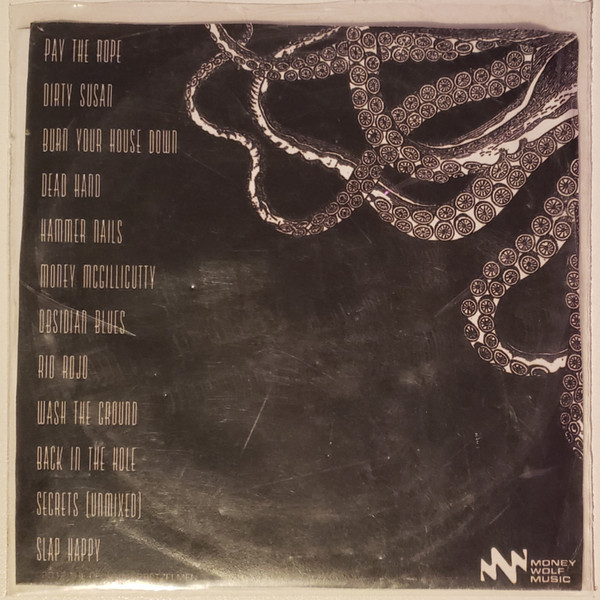 PAY THE ROPE
DIRTY SUSAN
BURN YOUR HOUSE DOWN
DEAD HAND
HAMMER NAILS
MONEY MCGILLICUTTY
OBSIDIAN BLUES
RIO ROJO
WASH THE GROUND
BACK IN THE HOLE
SECRETS (UNMIXED)
SLAP HAPPY
MONEY
WOLF
MUSIC